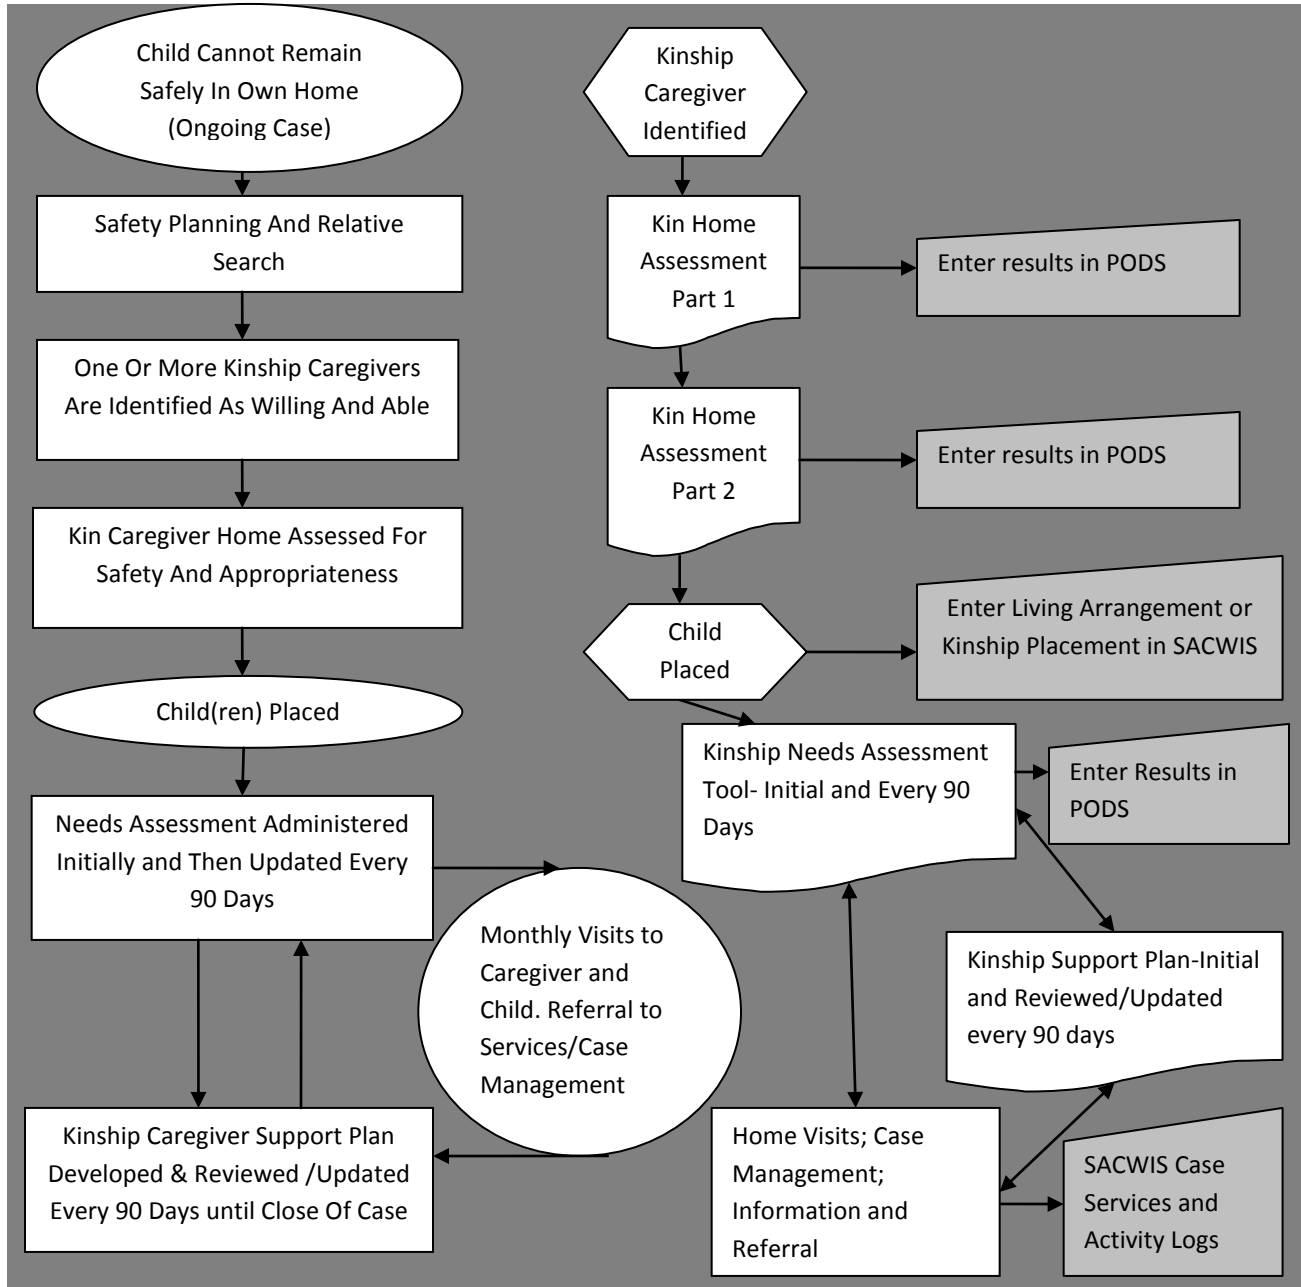 Child Cannot Remain
Safely In Own Home
(Ongoing Case)
Safety Planning And Relative
Search
One Or More Kinship Caregivers
Are Identified As Willing And Able
Kin Caregiver Home Assessed For
Safety And Appropriateness
Child(ren) Placed
Needs Assessment Administered
Initially and Then Updated Every
90 Days
Monthly Visits to
Caregiver and
Child. Referral to
Services/Case
Management
Kinship Caregiver Support Plan
Developed & Reviewed /Updated
Every 90 Days until Close Of Case
Kinship
Caregiver
Identified
Kin Home
Assessment
Part 1
Enter results in PODS
Kin Home
Assessment
Part 2
Enter results in PODS
Child
Placed
Enter Living Arrangement or
Kinship Placement in SACWIS
Kinship Needs Assessment
Tool- Initial and Every 90
Days
Enter Results in
PODS
Kinship Support Plan-Initial
and Reviewed/Updated
every 90 days
Home Visits; Case
Management;
Information and
Referral
SACWIS Case
Services and
Activity Logs